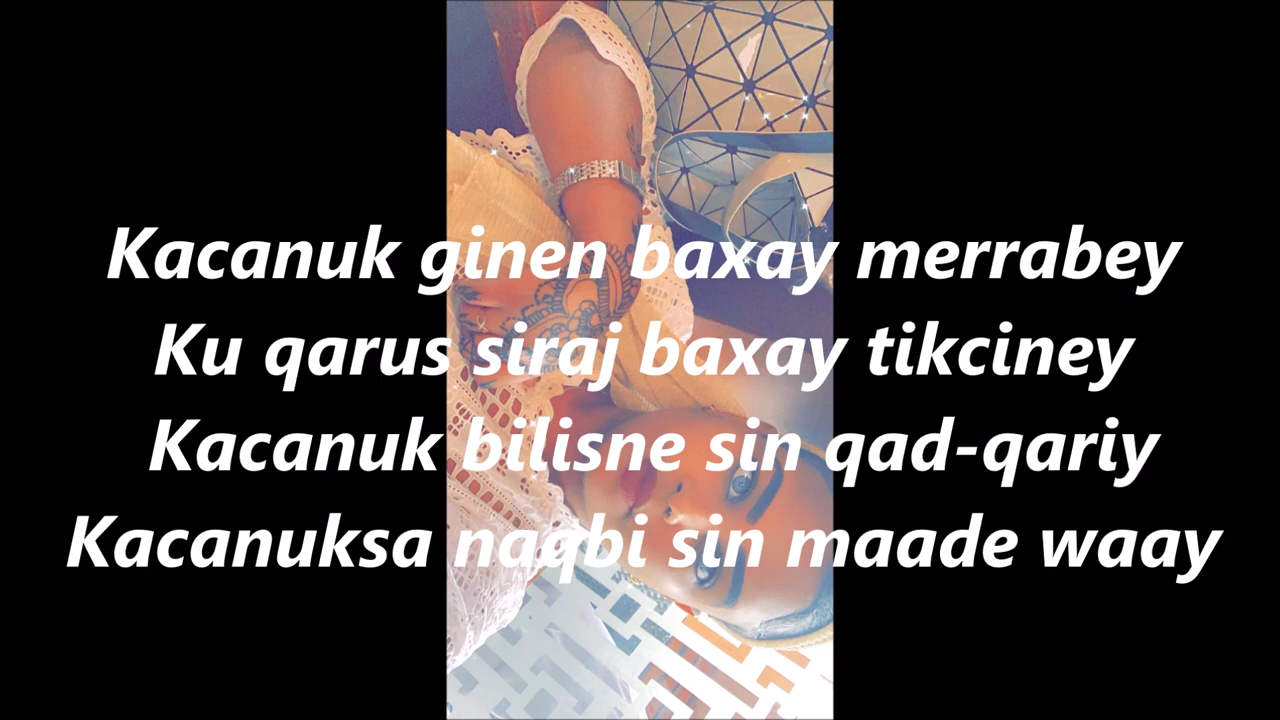 Kacanuk ginen baxay merrabey
Ku qarus siraj baxay tikciney
Kacanuk bilisne sin qad-qariy
Kacanuksa naqbi sin maade waay